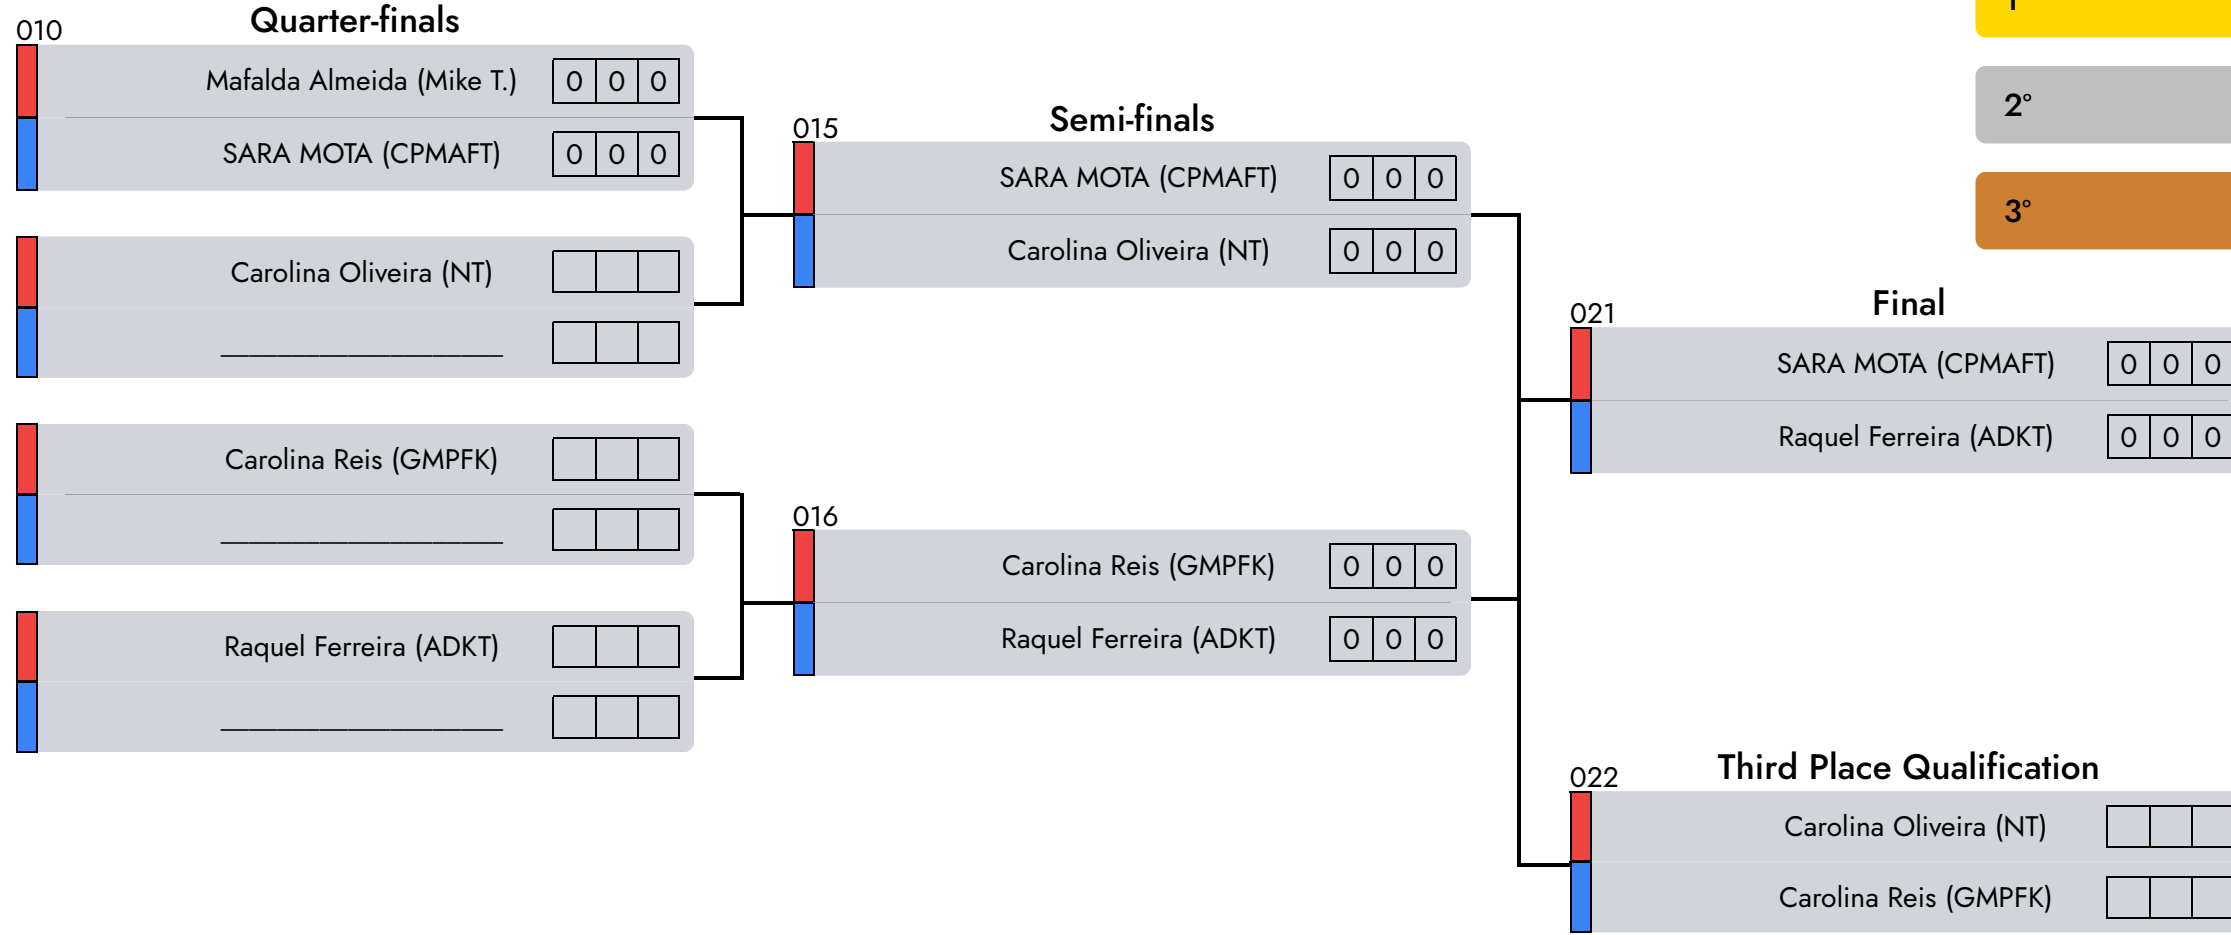 Quarter-finals
010
Mafalda Almeida (Mike T.) 0 0 0
SARA MOTA (CPMAFT) 0 0 0
Carolina Oliveira (NT)
____________________
Carolina Reis (GMPFK)
____________________
Raquel Ferreira (ADKT)
____________________
Semi-finals
015
SARA MOTA (CPMAFT) 0 0 0
Carolina Oliveira (NT) 0 0 0
016
Carolina Reis (GMPFK) 0 0 0
Raquel Ferreira (ADKT) 0 0 0
2°
3°
Final
021
SARA MOTA (CPMAFT) 0 0 0
Raquel Ferreira (ADKT) 0 0 0
Third Place Qualification
022
Carolina Oliveira (NT)
Carolina Reis (GMPFK)